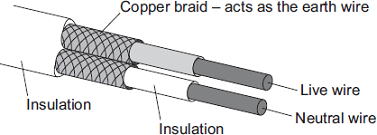 Copper braid – acts as the earth wire
Live wire
Neutral wire
Insulation
Insulation